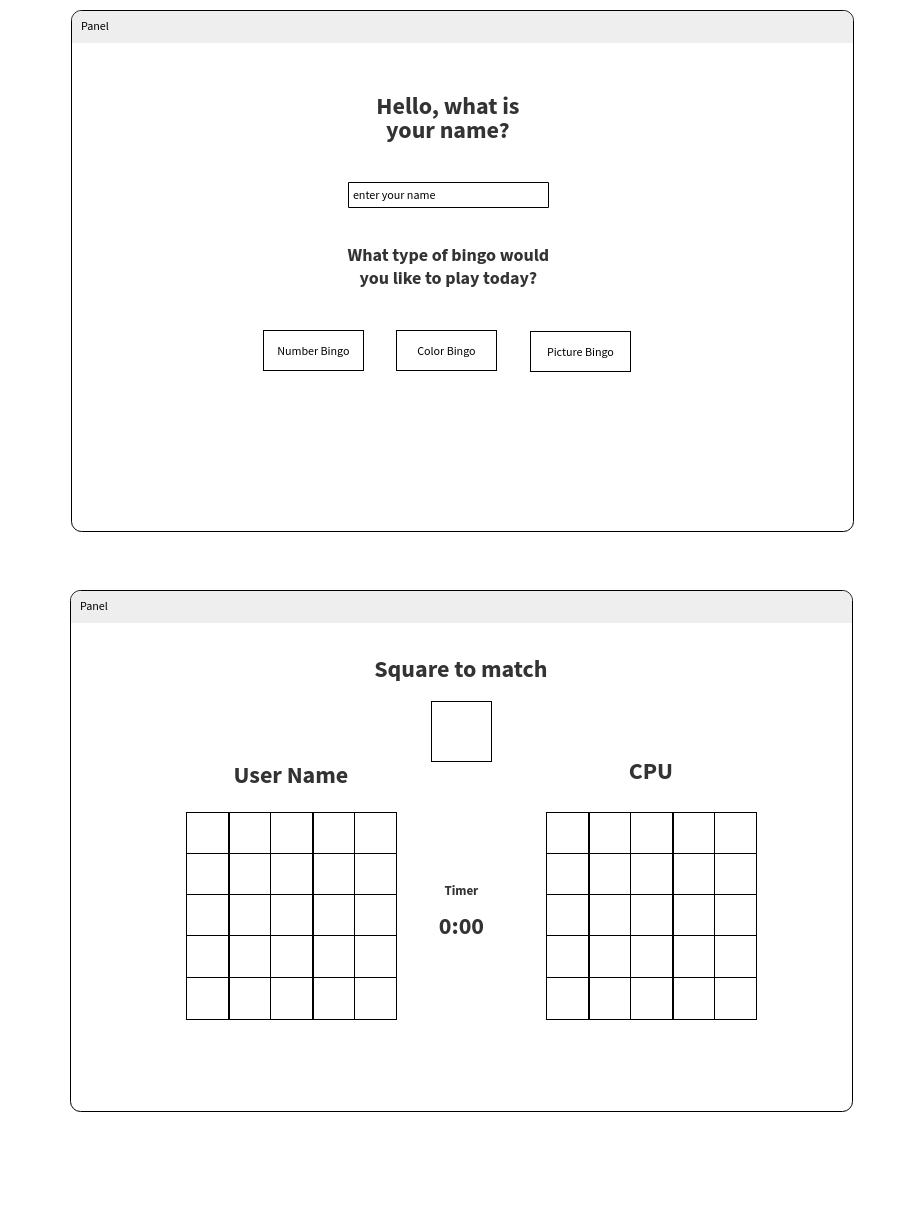 Panel
Hello, what is
your name?
enter your name
What type of bingo would
you like to play today?
Number Bingo
Color Bingo
Picture Bingo
Panel
Square to match
User Name
CPU
Timer
0:00